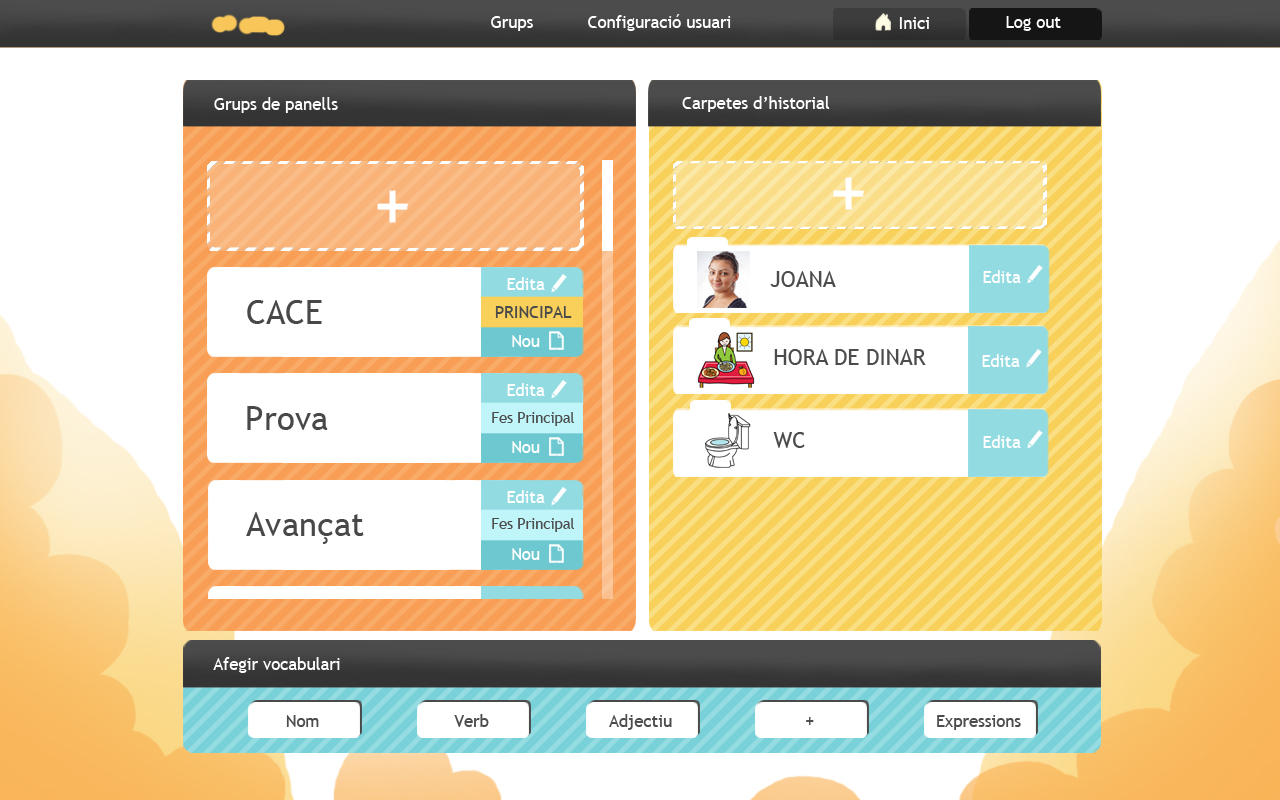 Grups
Configuració usuari
Inici
Log out
Grups de panells
+
CACE
Edita
PRINCIPAL
Nou
Prova
Edita
Fes Principal
Nou
Avançat
Edita
Fes Principal
Nou
Carpetes d’historial
+
JOANA
Edita
HORA DE DINAR
Edita
WC
Edita
Afegir vocabulari
Nom
Verb
Adjectiu
+
Expressions